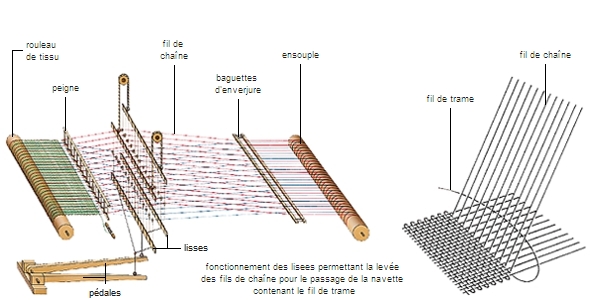 rouleau
de tissu
peigne
fil de
chaîne
baguettes
d'enverjure
ensouple
fil de chaîne
fil de trame
lisses
pédales
fonctionnement des lisees permettant la levée
des fils de chaîne pour le passage de la navette
contenant le fil de trame